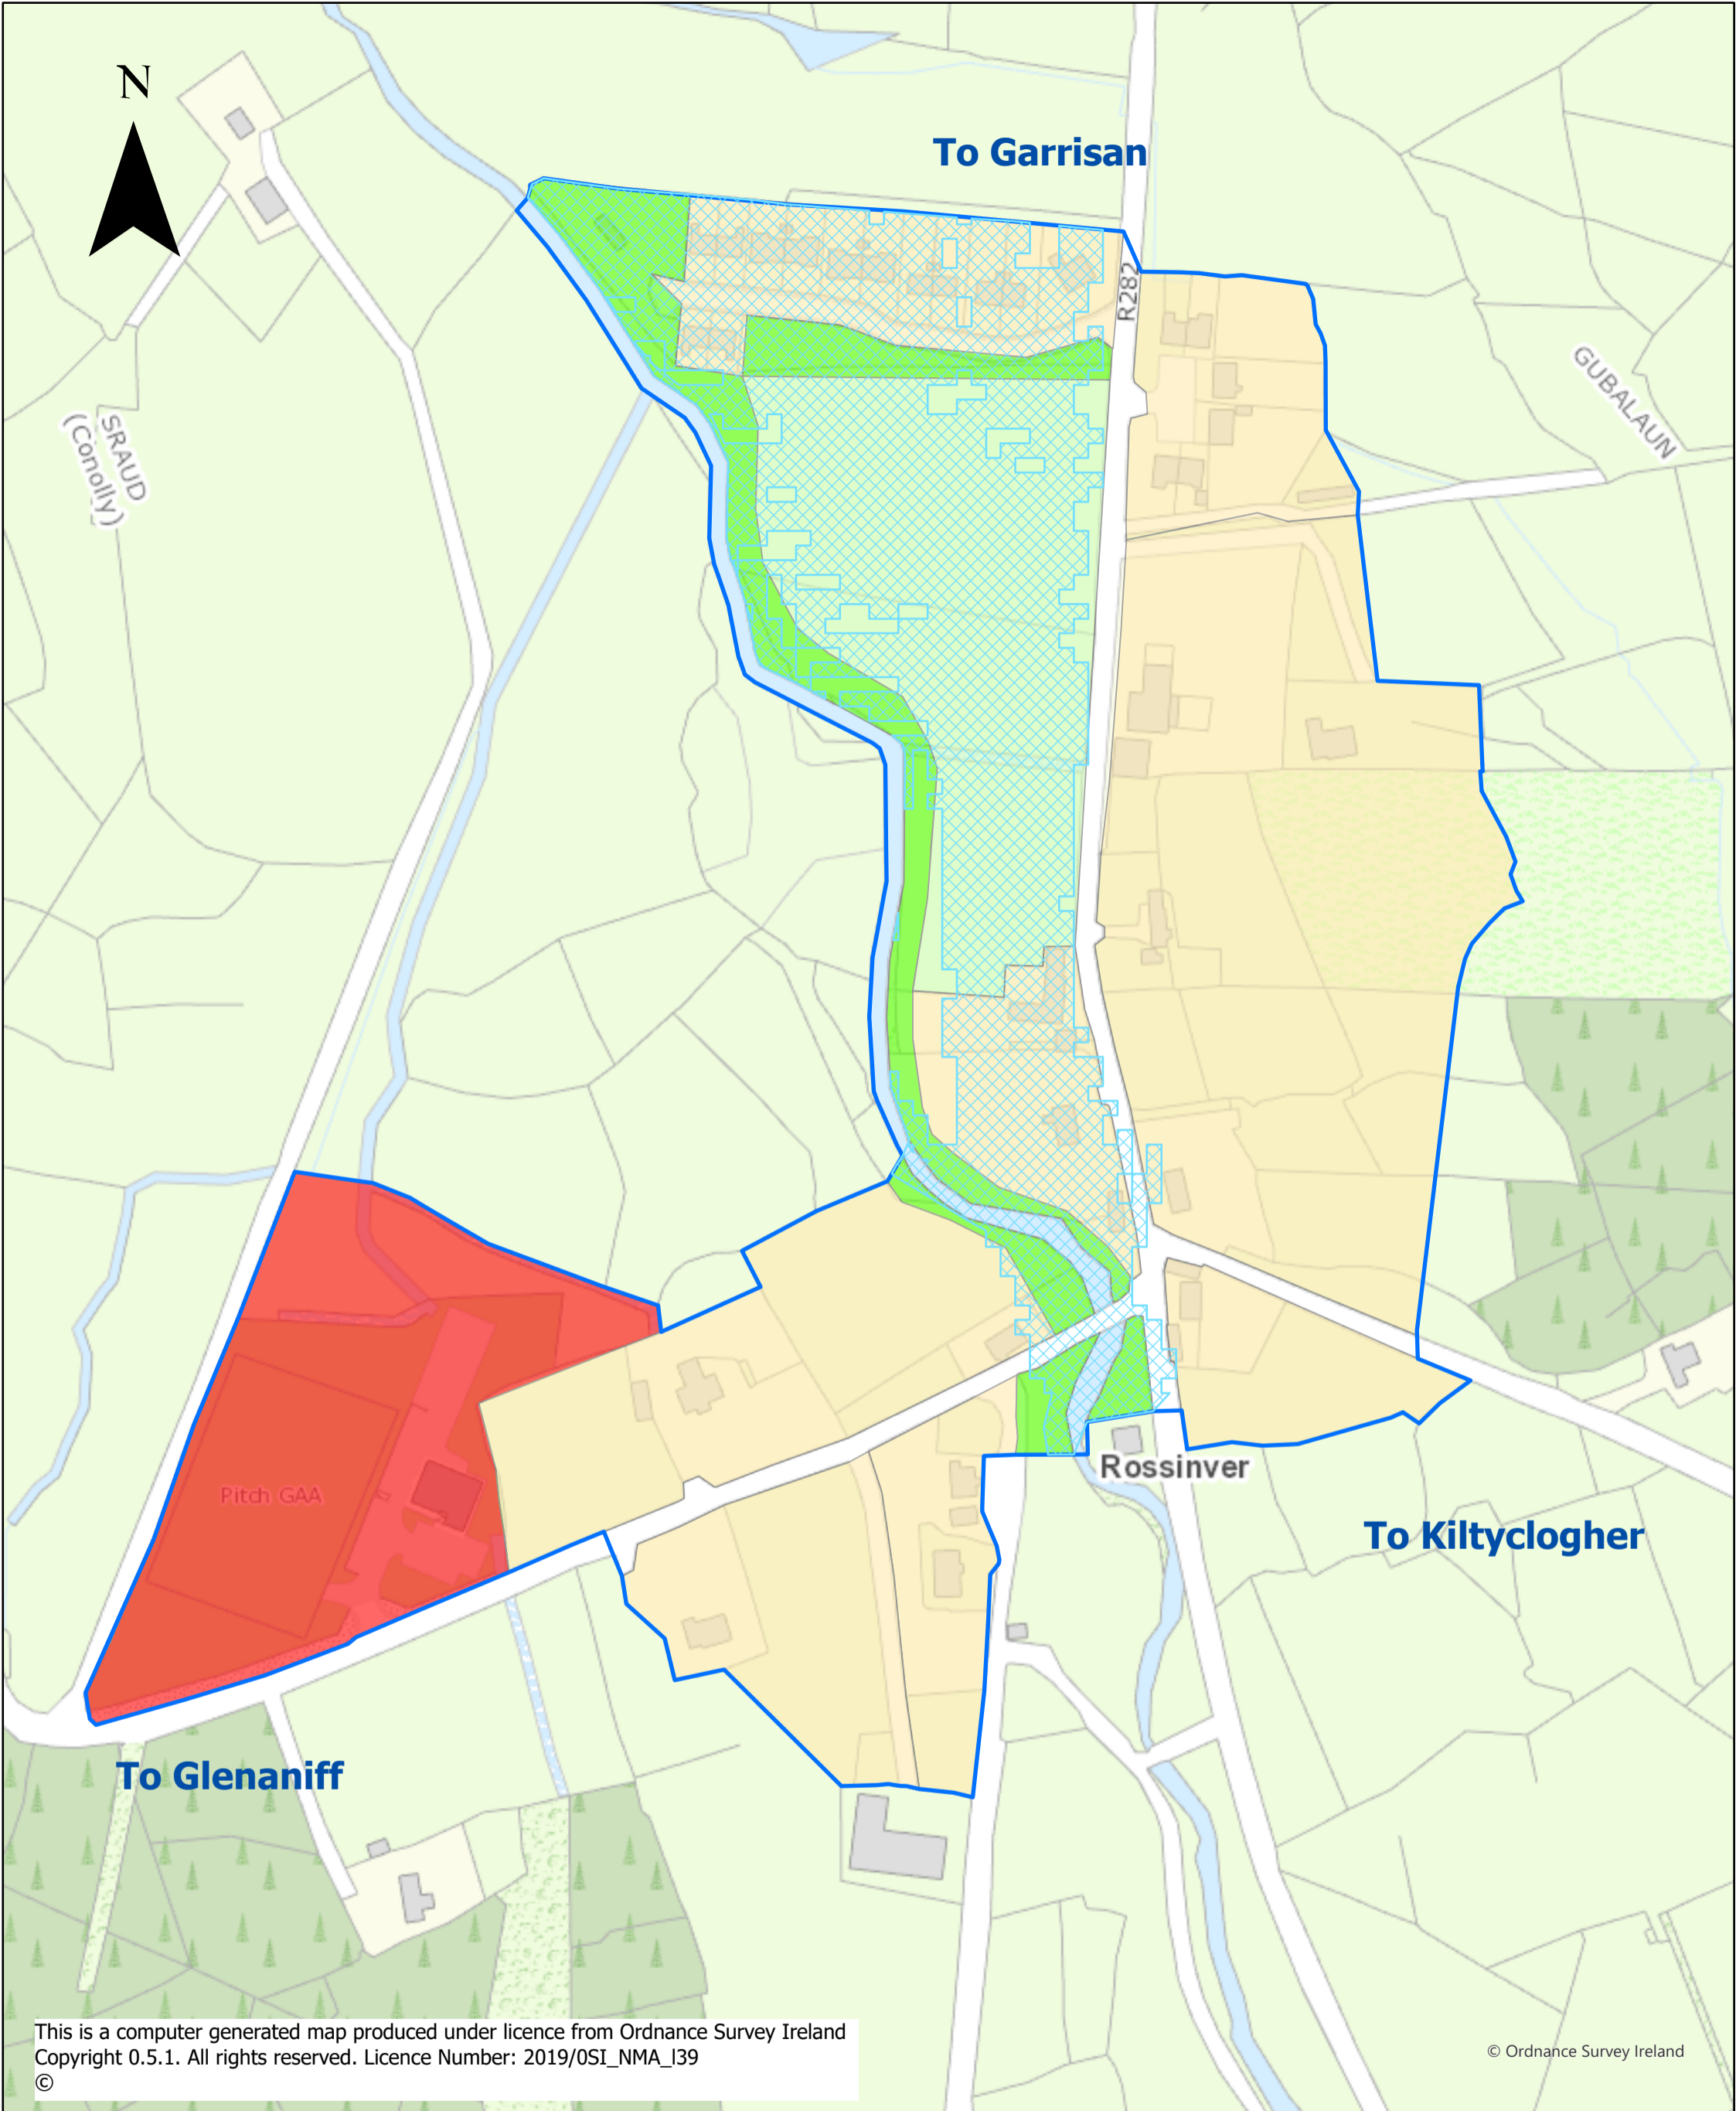 N
To Garrisan
R282
GUBALAUN
SRAUD
(Conolly)
Pitch GAA
Rossinver
To Kiltyclogher
To Glenaniff
This is a computer generated map produced under licence from Ordnance Survey Ireland
Copyright 0.5.1. All rights reserved. Licence Number: 2019/0SI_NMA_l39
©
© Ordnance Survey Ireland